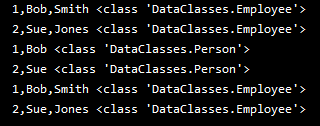 1,Bob,Smith <class 'DataClasses.Employee'>
2,Sue,Jones <class 'DataClasses.Employee'>
1,Bob <class 'DataClasses.Person'>
2,Sue <class 'DataClasses.Person'>
1,Bob,Smith <class 'DataClasses.Employee'>
2,Sue,Jones <class 'DataClasses.Employee'>